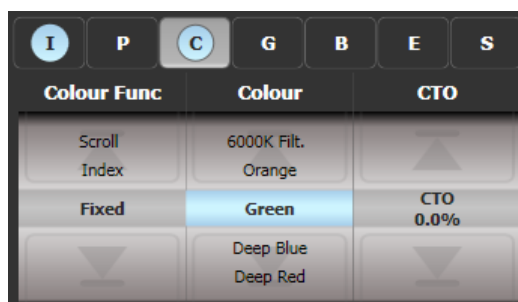 I P C G B E S
Colour Func Colour CTO
Scroll 6000K Filt.
Index Orange
Fixed Green CTO
0.0%
Deep Blue
Deep Red